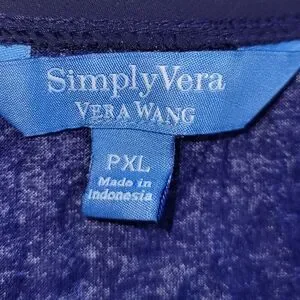 SimplyVera
VERA WANG
PXL
Made in
Indonesia